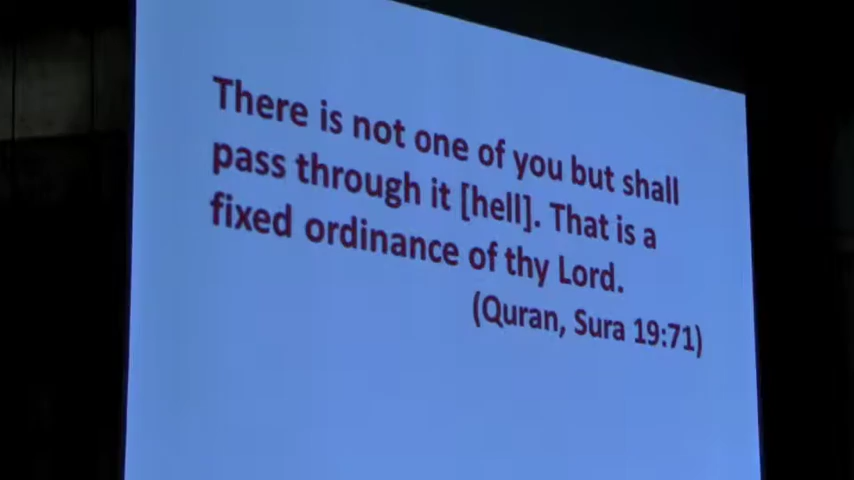 There is not one of you but shall
pass through it [hell]. That is a
fixed ordinance of thy Lord.
(Quran, Sura 19:71)